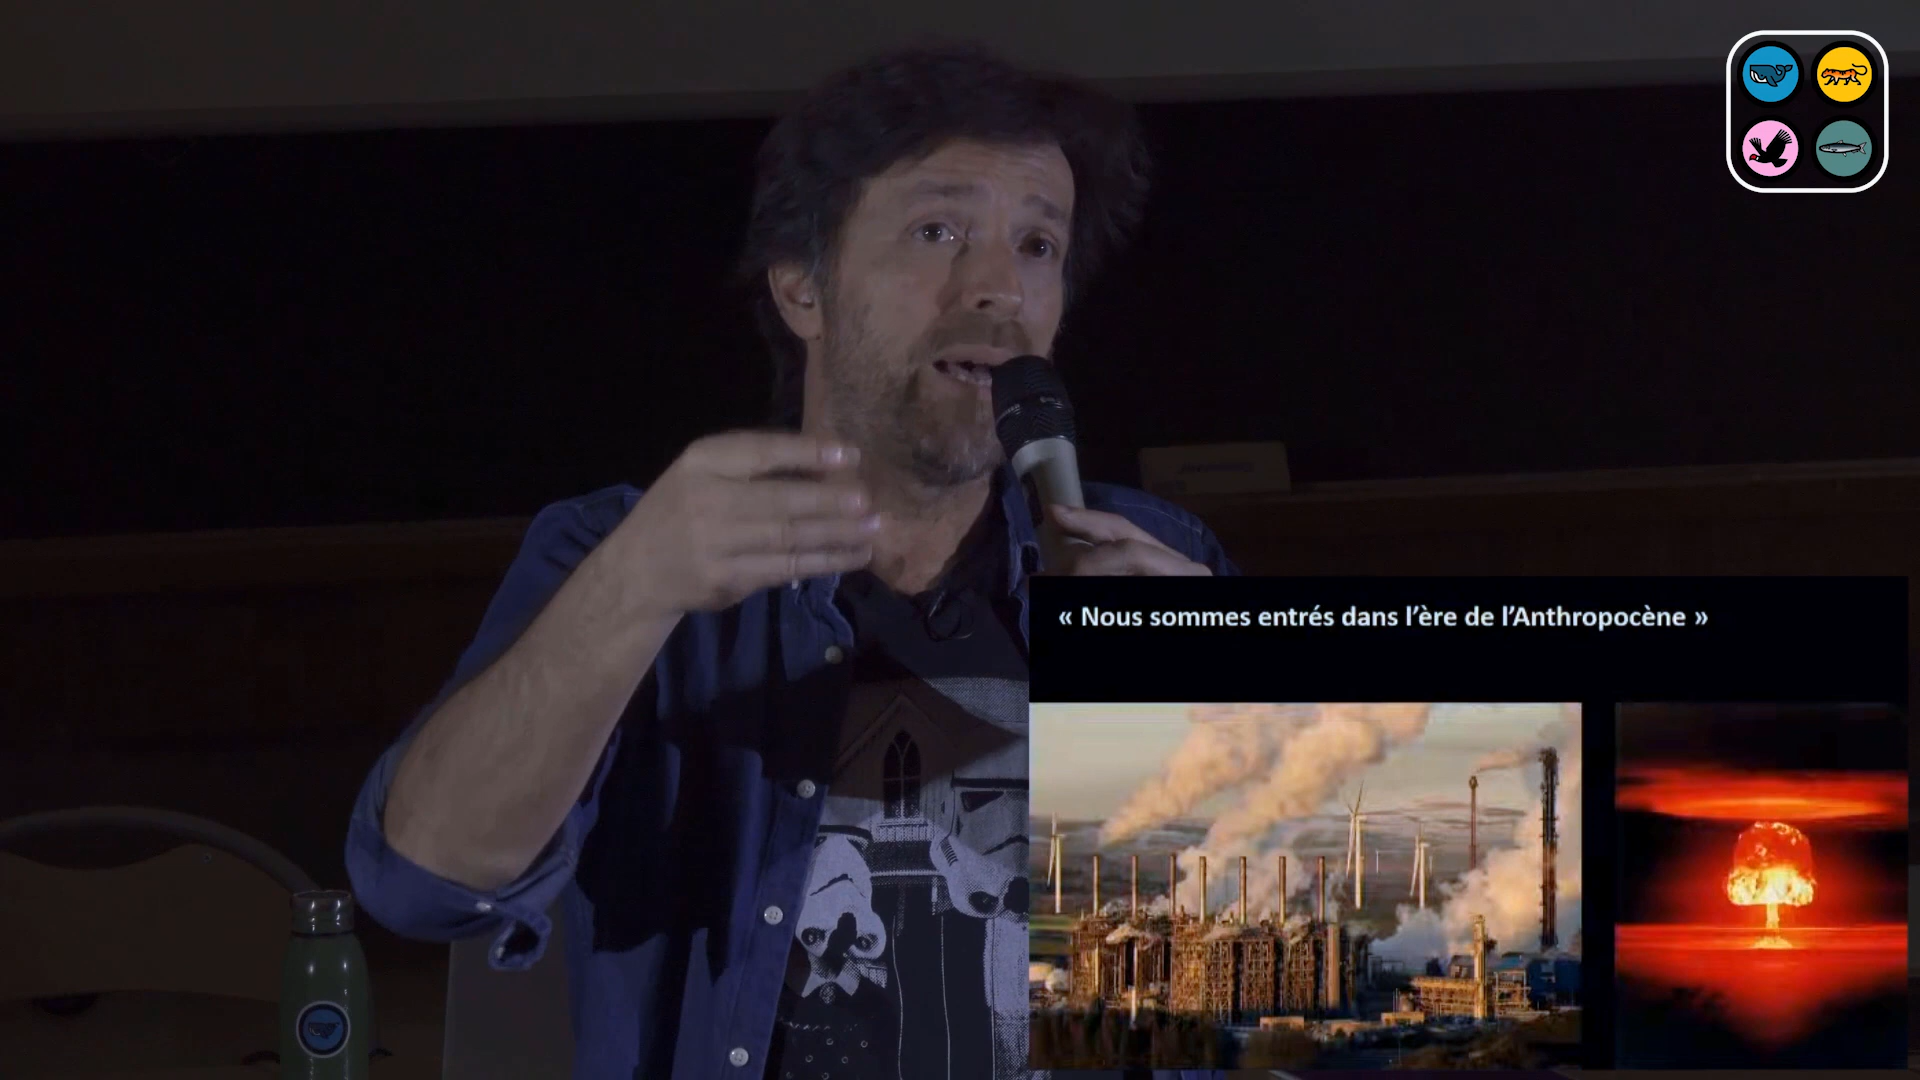 « Nous sommes entrés dans l’ère de l’Anthropocène »